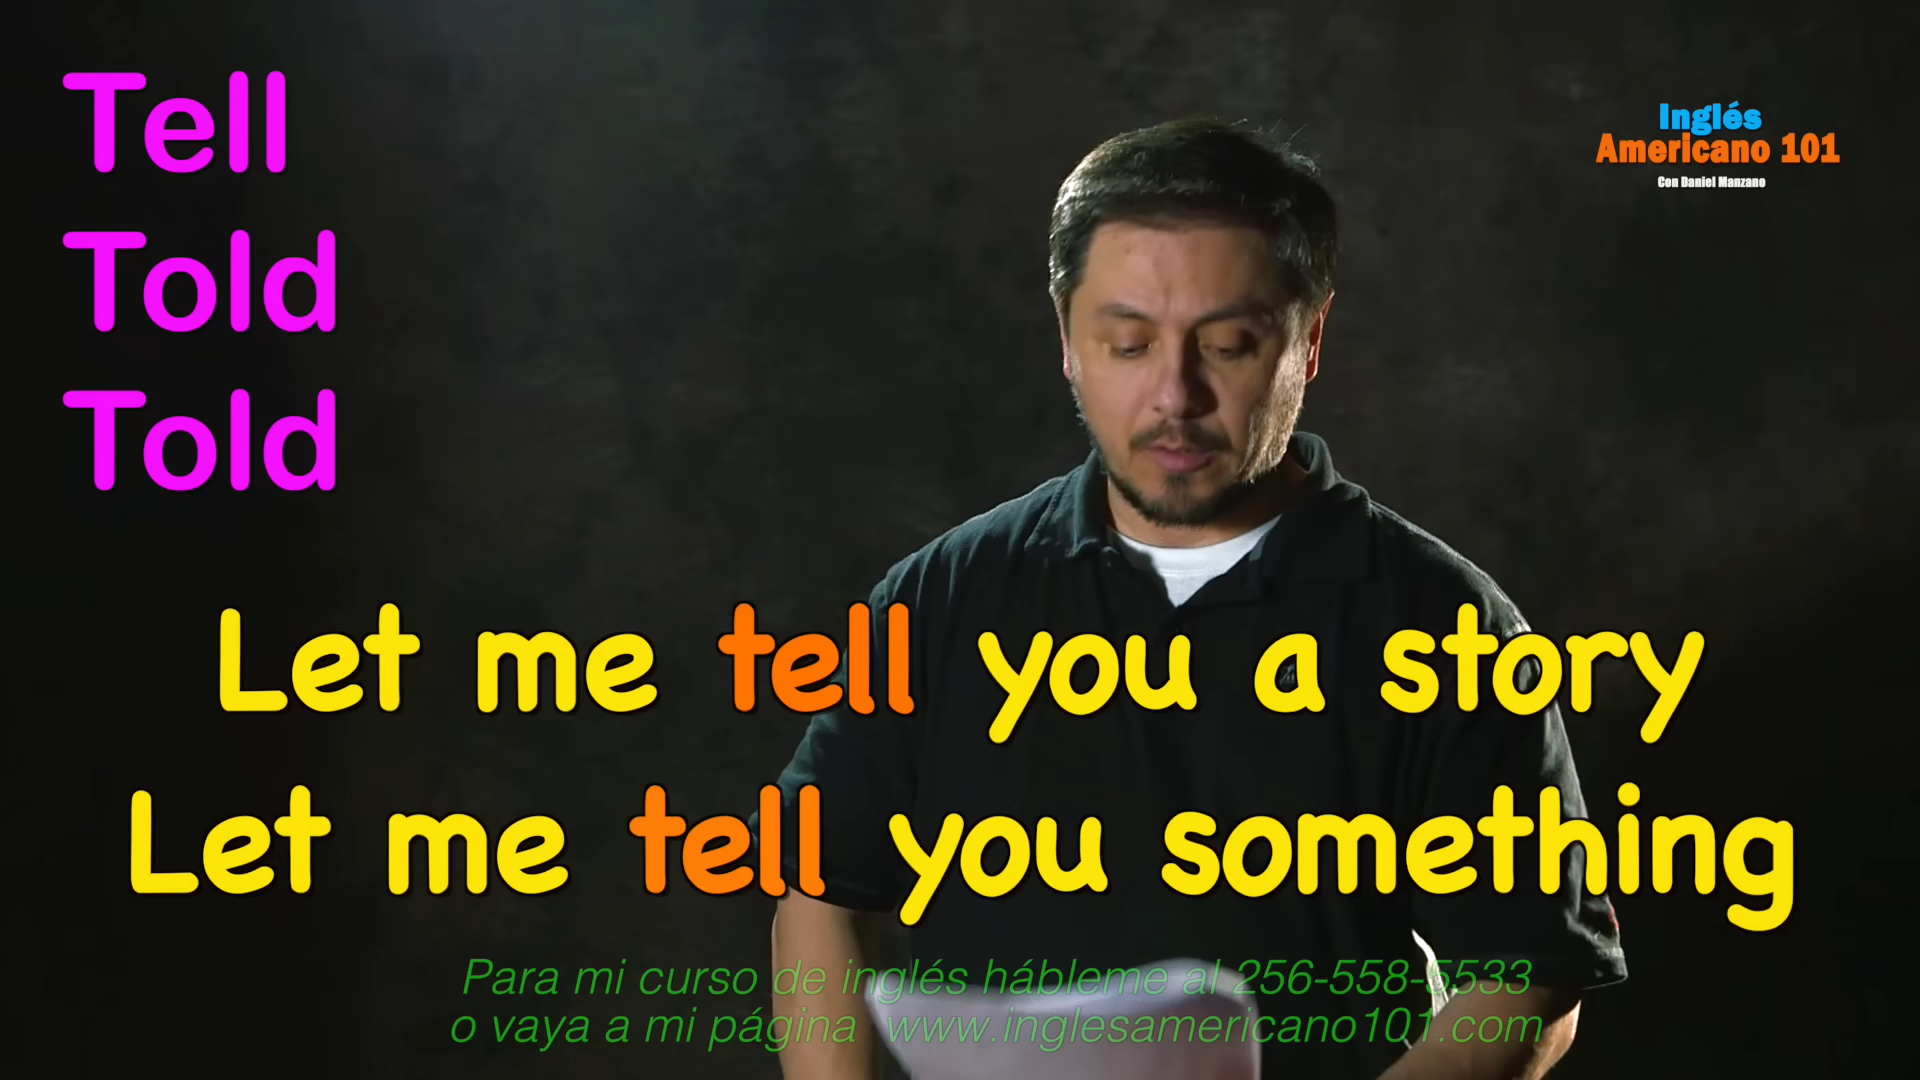 Tell
Told
Told
Inglés
Americano 101
Con Daniel Manzano
Let me tell you a story
Let me tell you something
Para mi curso de inglés hábleme al 256-558-5533
o vaya a mi página www.inglesamericano101.com